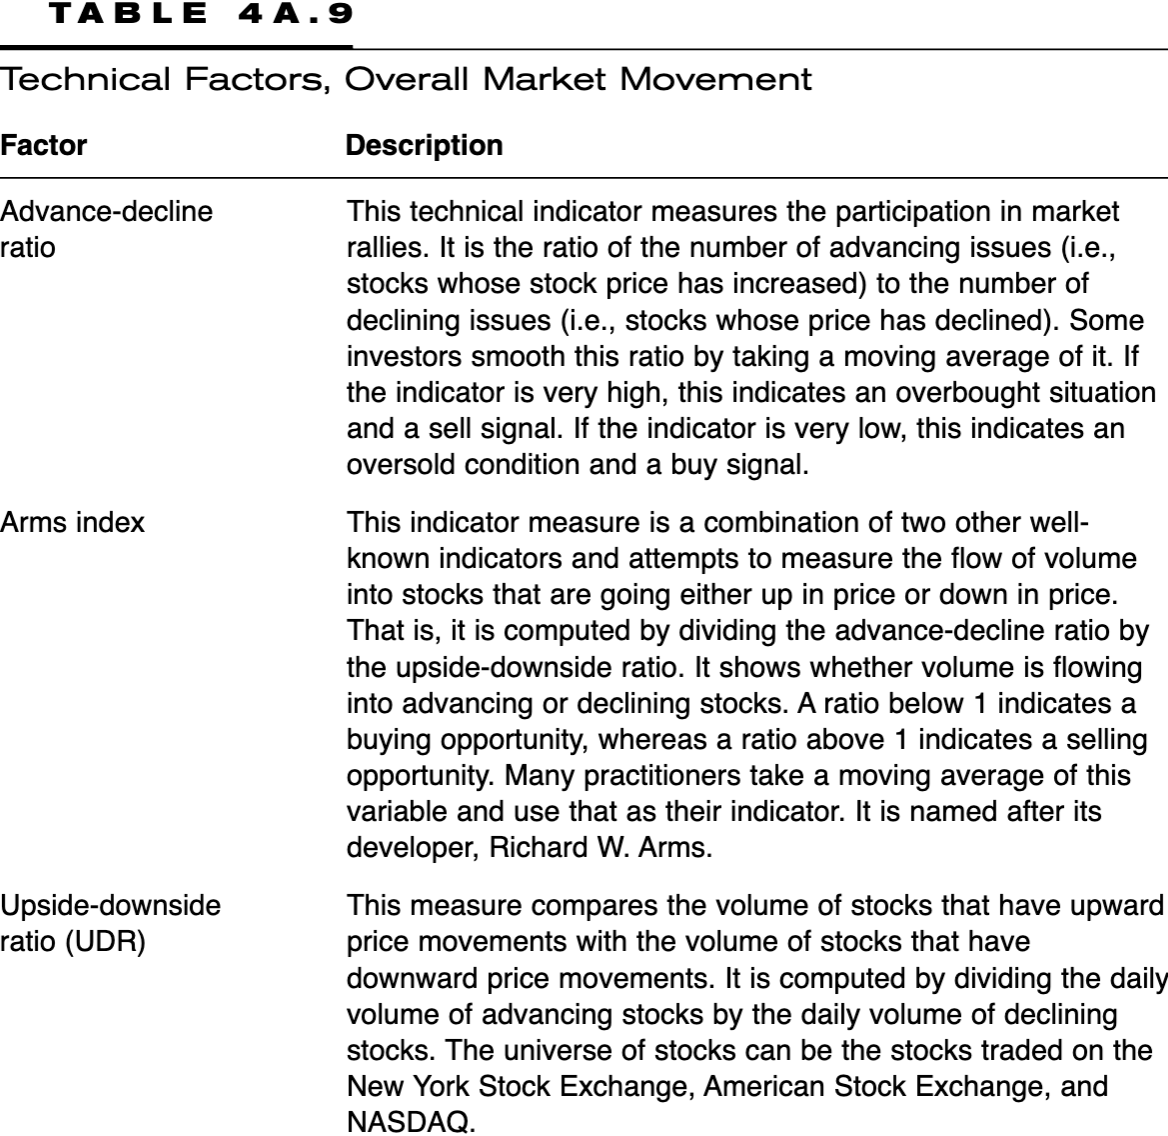 TABLE 4A.9
Technical Factors, Overall Market Movement
Factor Description
Advance-decline This technical indicator measures the participation in market
ratio rallies. It is the ratio of the number of advancing issues (i.e.,
stocks whose stock price has increased) to the number of
declining issues (i.e., stocks whose price has declined). Some
investors smooth this ratio by taking a moving average of it. If
the indicator is very high, this indicates an overbought situation
and a sell signal. If the indicator is very low, this indicates an
oversold condition and a buy signal.
Arms index This indicator measure is a combination of two other well-
known indicators and attempts to measure the flow of volume
into stocks that are going either up in price or down in price.
That is, it is computed by dividing the advance-decline ratio by
the upside-downside ratio. It shows whether volume is flowing
into advancing or declining stocks. A ratio below 1 indicates a
buying opportunity, whereas a ratio above 1 indicates a selling
opportunity. Many practitioners take a moving average of this
variable and use that as their indicator. It is named after its
developer, Richard W. Arms.
Upside-downside This measure compares the volume of stocks that have upward
ratio (UDR) price movements with the volume of stocks that have
downward price movements. It is computed by dividing the daily
volume of advancing stocks by the daily volume of declining
stocks. The universe of stocks can be the stocks traded on the
New York Stock Exchange, American Stock Exchange, and
NASDAQ.